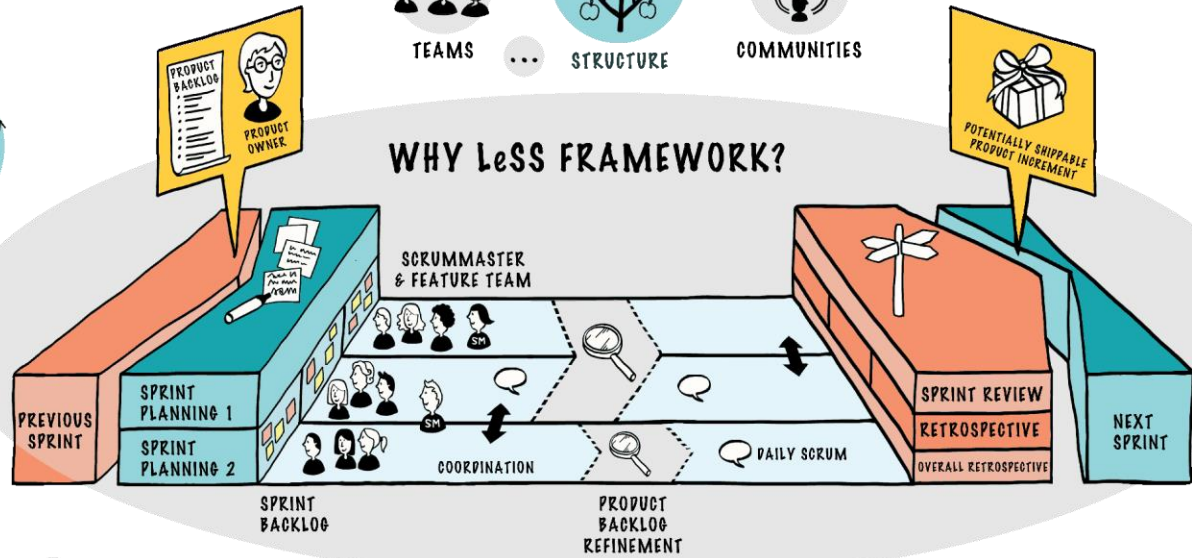 TEAMS
...
STRUCTURE
COMMUNITIES
PRODUCT
BACKLOG
PRODUCT
OWNER
WHY LeSS FRAMEWORK?
POTENTIALLY SHIPPABLE
PRODUCT INCREMENT
SCRUMMASTER
& FEATURE TEAM
SM
SM
PREVIOUS
SPRINT
SPRINT
PLANNING 1
SPRINT
PLANNING 2
COORDINATION
DAILY SCRUM
SPRINT REVIEW
RETROSPECTIVE
OVERALL RETROSPECTIVE
NEXT
SPRINT
SPRINT
BACKLOG
PRODUCT
BACKLOG
REFINEMENT